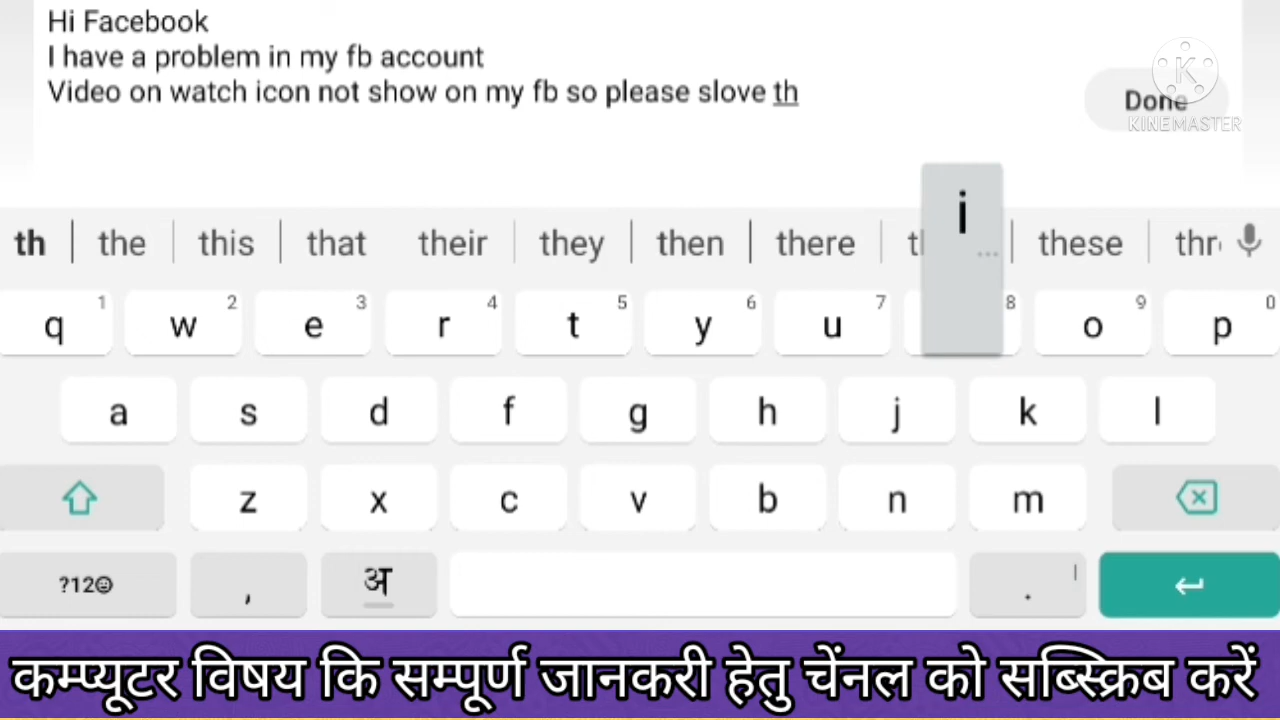 Hi Facebook
I have a problem in my fb account
Video on watch icon not show on my fb so please slove th
Done
K
KINEMASTER
i
...
th the this that their they then there these
q 1 w 2 e 3 r 4 t 5 y 6 u 7 8 o 9 p 0
a s d f g h j k l
z x c v b n m
?12☺ , अ . |
कम्प्यूटर विषय कि सम्पूर्ण जानकरी हेतु चेंनल को सब्स्क्रिब करें